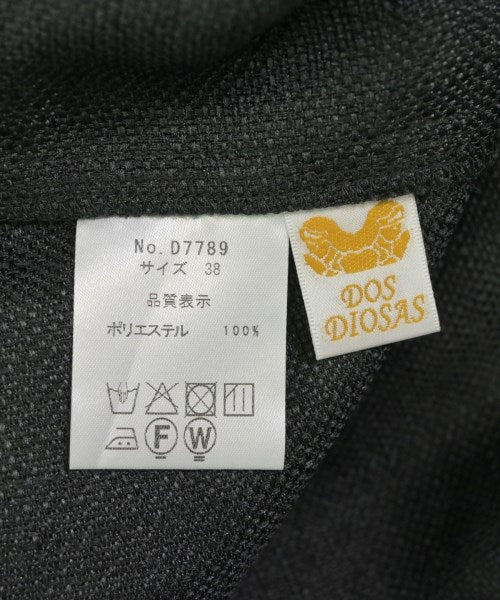 No. D7789
サイズ 38
品質表示
ポリエステル 100%
F W
DOS
DIOSAS